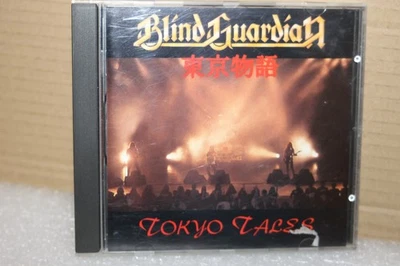 Blind Guardian
東京物語
Tokyo Tales